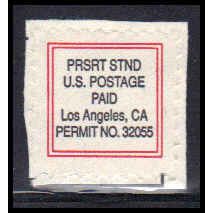 PRSRT STND
U.S. POSTAGE
PAID
Los Angeles, CA
PERMIT NO. 32055